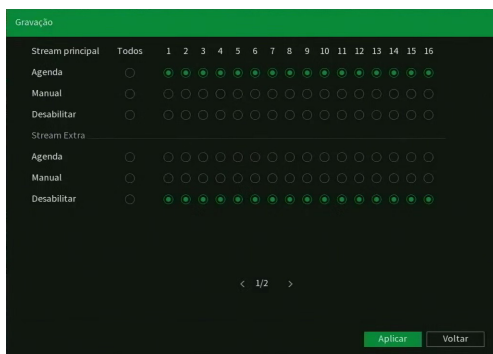 Gravação
Stream principal Todos 1 2 3 4 5 6 7 8 9 10 11 12 13 14 15 16
Agenda
Manual
Desabilitar
Stream Extra
Agenda
Manual
Desabilitar
< 1/2 >
Aplicar Voltar